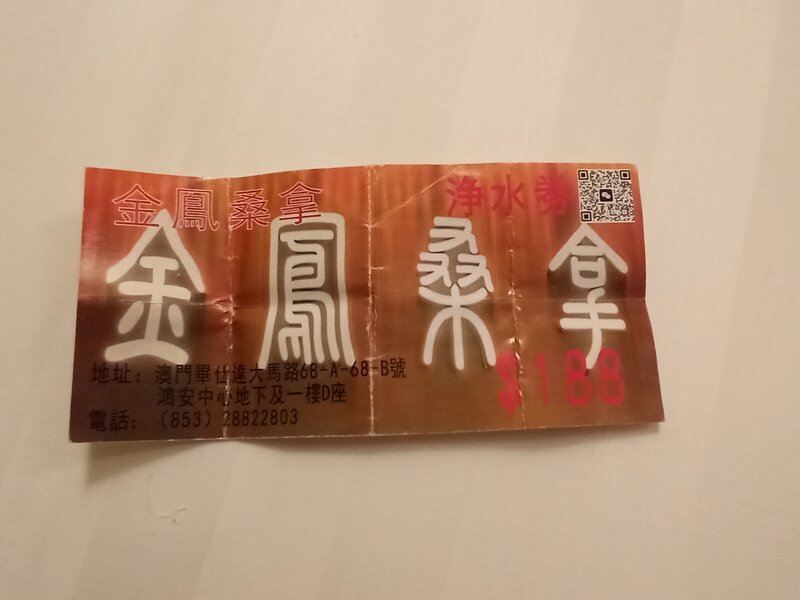 金鳳桑拿
淨水券
金鳳桑拿
$188
地址：澳門畢仕達大馬路68-A-68-B號
鴻安中心地下及一樓D座
電話：（853）28822803